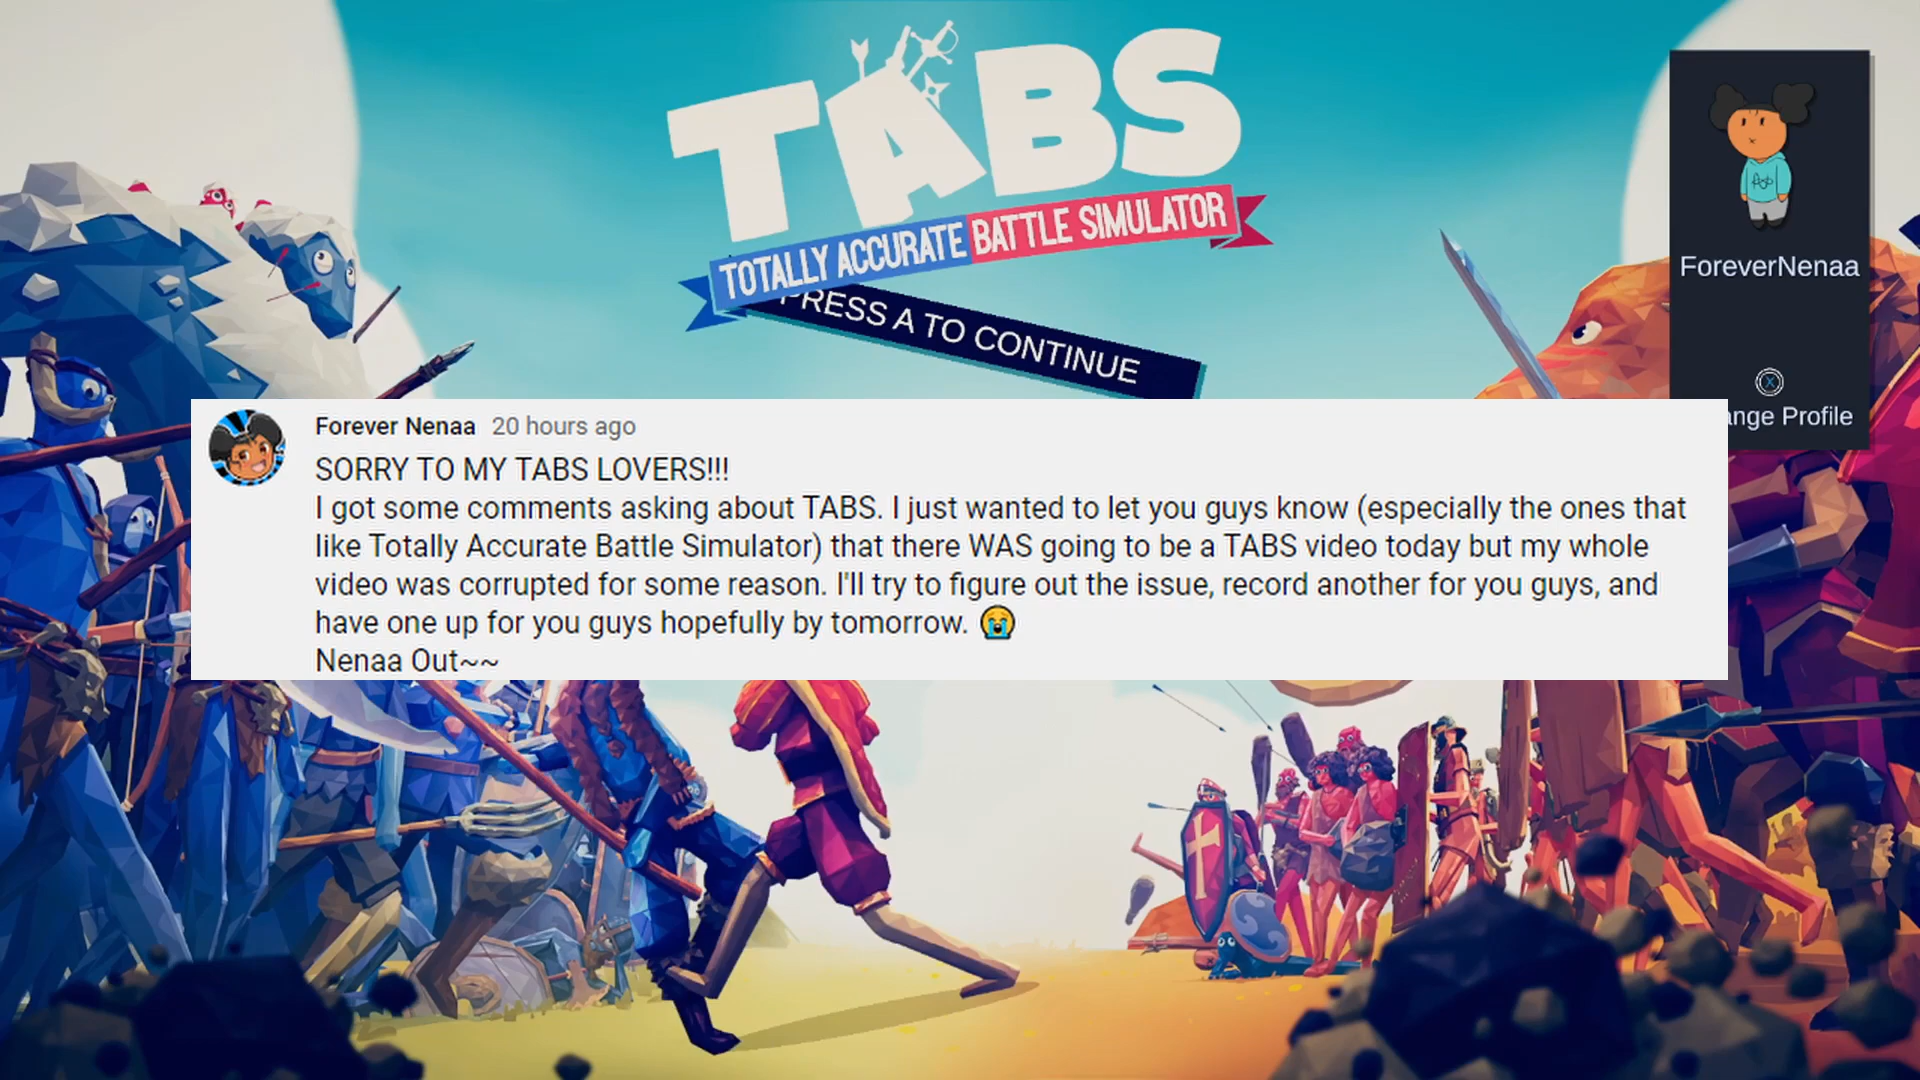 TABS
TOTALLY ACCURATE BATTLE SIMULATOR
PRESS A TO CONTINUE
ForeverNenaa
X
Profile
Forever Nenaa 20 hours ago
SORRY TO MY TABS LOVERS!!!
I got some comments asking about TABS. I just wanted to let you guys know (especially the ones that
like Totally Accurate Battle Simulator) that there WAS going to be a TABS video today but my whole
video was corrupted for some reason. I'll try to figure out the issue, record another for you guys, and
have one up for you guys hopefully by tomorrow. 😭
Nenaa Out~~